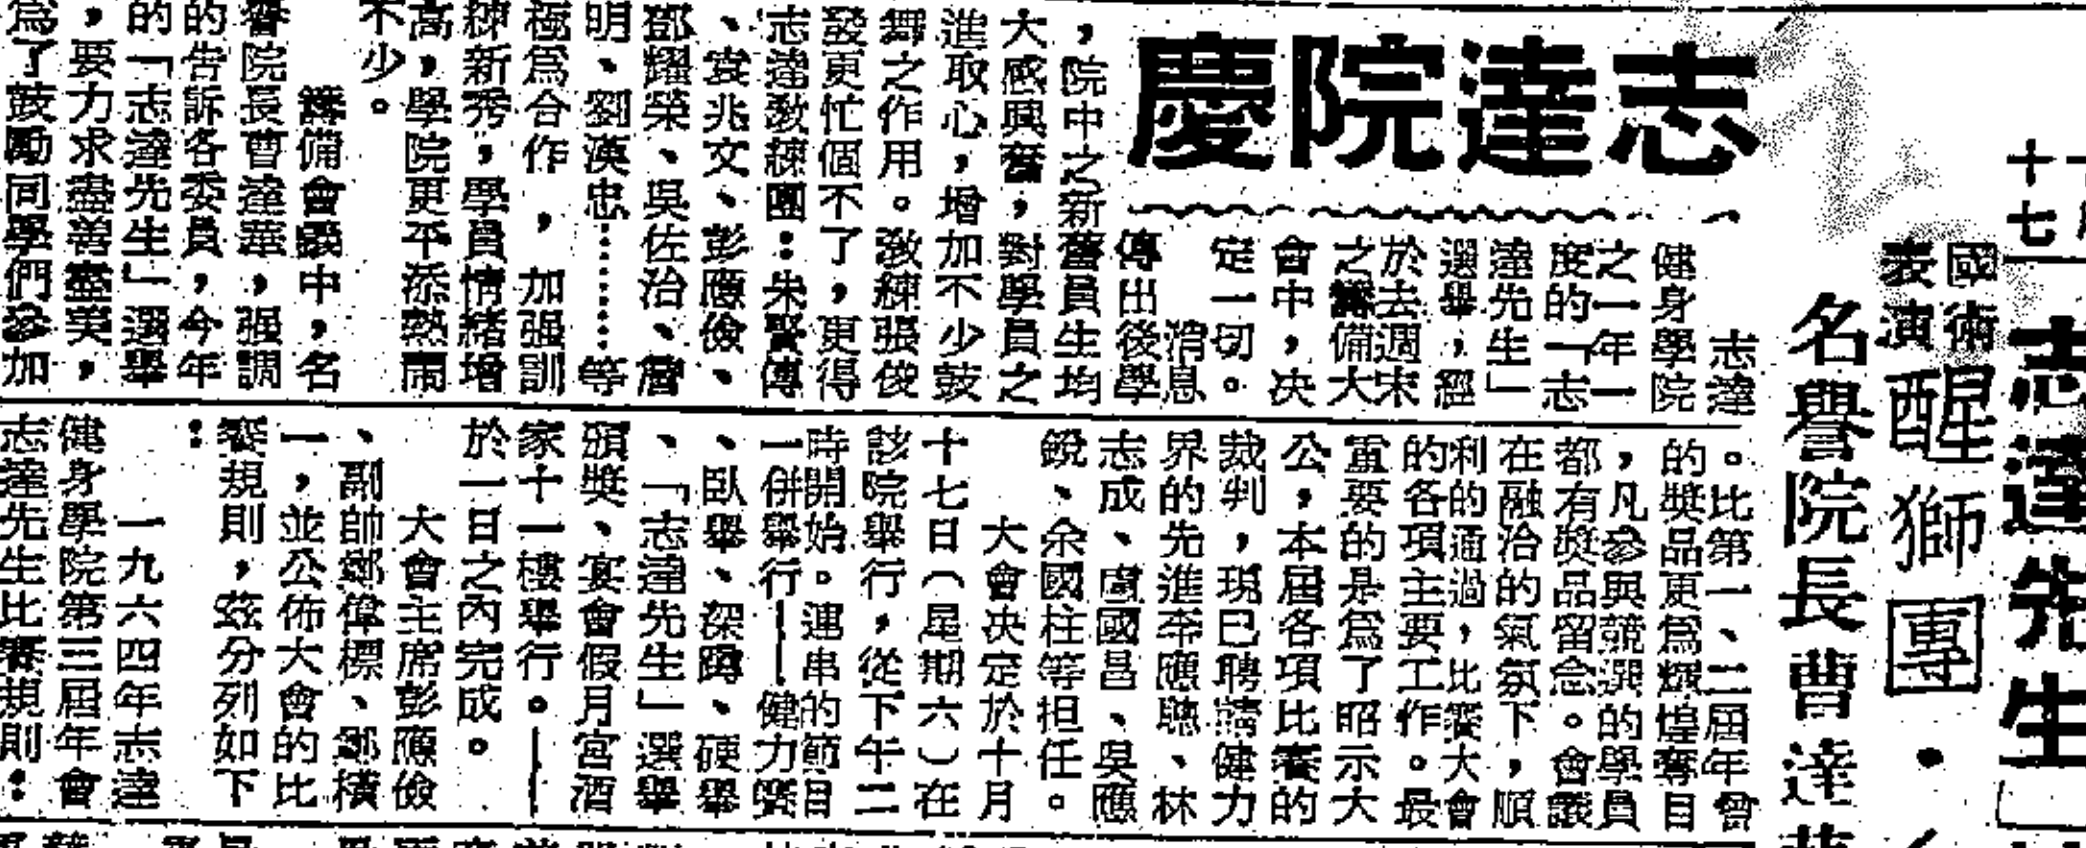 十七
志達先生
國術
表演
醒獅團・
名譽院長曹達華
志達院慶
志達
健身學院
之一年一
度的「志
達先生」
選舉,經
於去週末
之籌備大
會中,決
定一切。
消息
傳出後學
,院中之新舊員生均
大感興奮,對學員之
進取心,增加不少鼓
舞之作用。教練張俊
發更忙個不了,更得
志達教練團:朱賢傳
、袁兆文、彭應儉、
鄧耀榮、吳佐治、曾
明、劉漢忠………等
極爲合作,加强訓
練新秀,學員情緒增
高,學院更平添熱鬧
不少。
籌備會議中,名
譽院長曹達華,强調
的告訴各委員,今年
的「志達先生」選舉
,要力求盡善盡美,
爲了鼓勵同學們參加
。比第一、二屆年會
的獎品更爲輝煌奪目
,凡參與競選的學員
都有獎品留念。會議
在融洽的氣氛下,順
利的通過,比賽大會
的各項主要工作。最
重要的是爲了昭示大
公,本屆各項比賽的
裁判,現已聘請健力
界的先進李應聰、林
志成、盧國昌、吳應
銳、余國柱等担任。
大會决定於十月
十七日(星期六)在
該院舉行,從下午二
時開始。連串的節目
一併舉行—健力賽
、臥舉、深蹲、硬舉
、「志達先生」選舉
頒獎、宴會假月宮酒
家十一樓舉行。—
於一日之內完成。
大會主席彭應儉
、副帥鄭偉標、鄭橫
一,並公佈大會的比
賽規則,茲分列如下
:
一九六四年志達
健身學院第三屆年會
志達先生比賽規則: